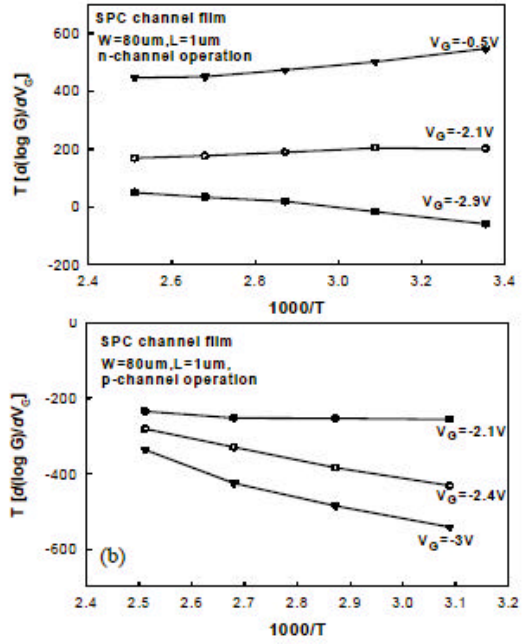 SPC channel film
W=80um,L=1um
n-channel operation
V_G=-0.5V
V_G=-2.1V
V_G=-2.9V
T [d(log G)/dV_G]
600
400
200
0
-200
2.4 2.6 2.8 3.0 3.2 3.4
1000/T
SPC channel film
W=80um,L=1um,
p-channel operation
V_G=-2.1V
V_G=-2.4V
V_G=-3V
(b)
T [d(log G)/dV_G]
0
-200
-400
-600
2.4 2.5 2.6 2.7 2.8 2.9 3.0 3.1 3.2
1000/T